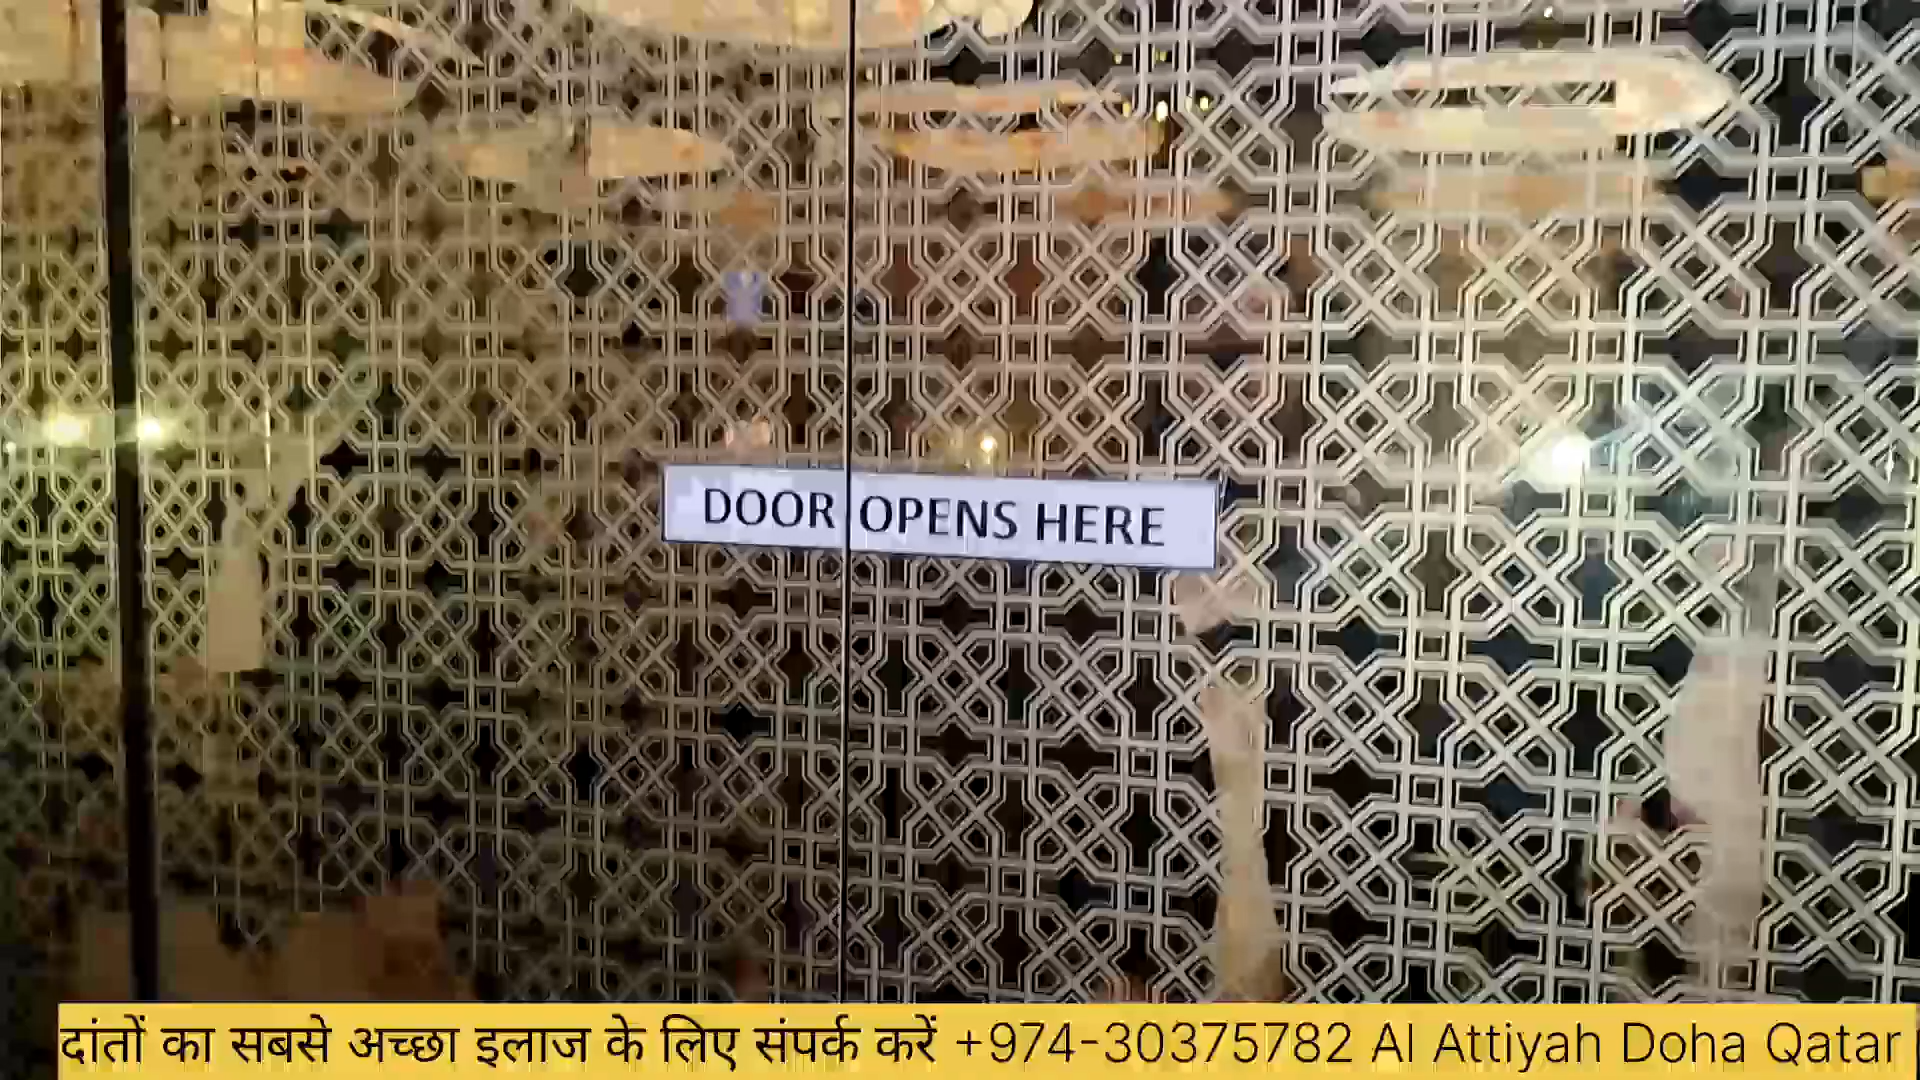 DOOR OPENS HERE
दांतों का सबसे अच्छा इलाज के लिए संपर्क करें +974-30375782 Al Attiyah Doha Qatar